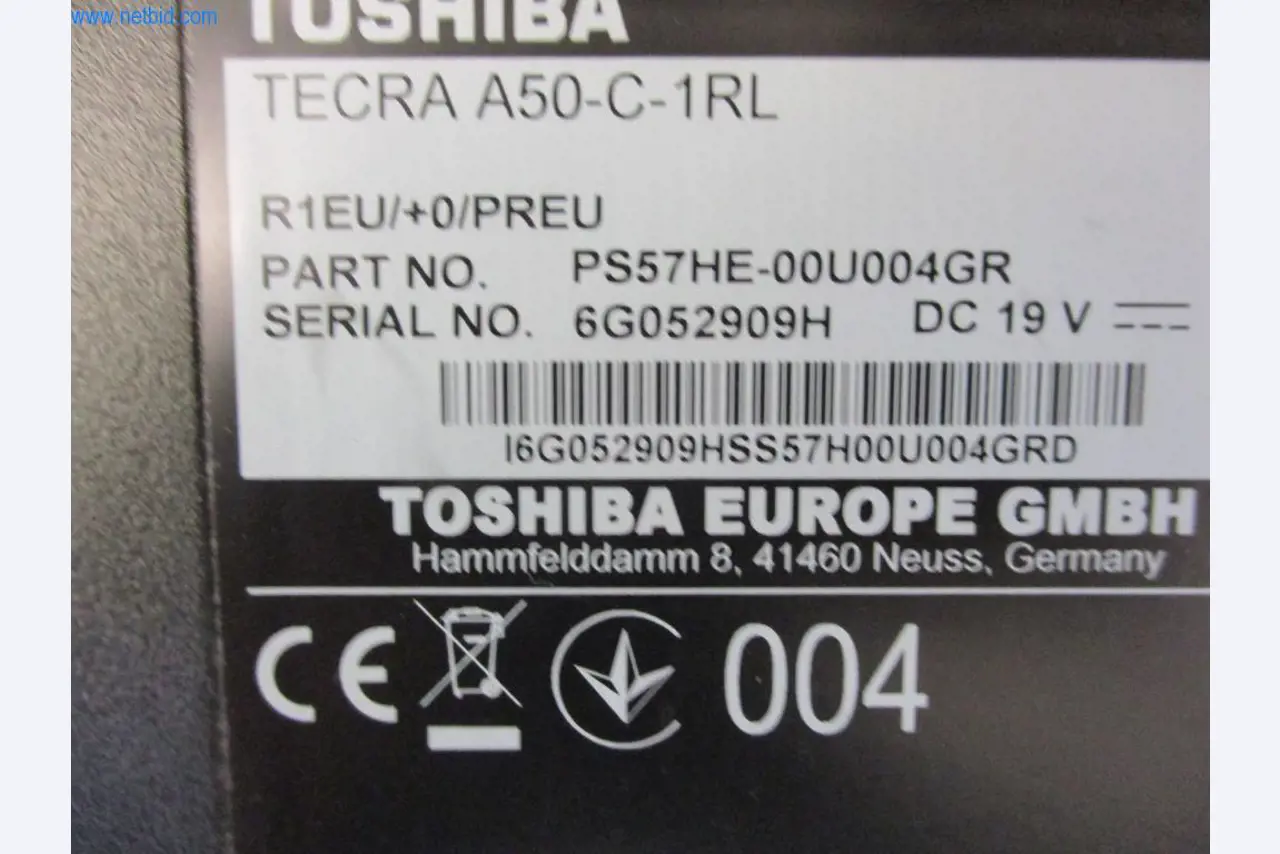 www.netbid.com
TOSHIBA
TECRA A50-C-1RL
R1EU/+0/PREU
PART NO. PS57HE-00U004GR
SERIAL NO. 6G052909H DC 19 V
I6G052909HSS57H00U004GRD
TOSHIBA EUROPE GMBH
Hammfelddamm 8, 41460 Neuss, Germany
CE 004